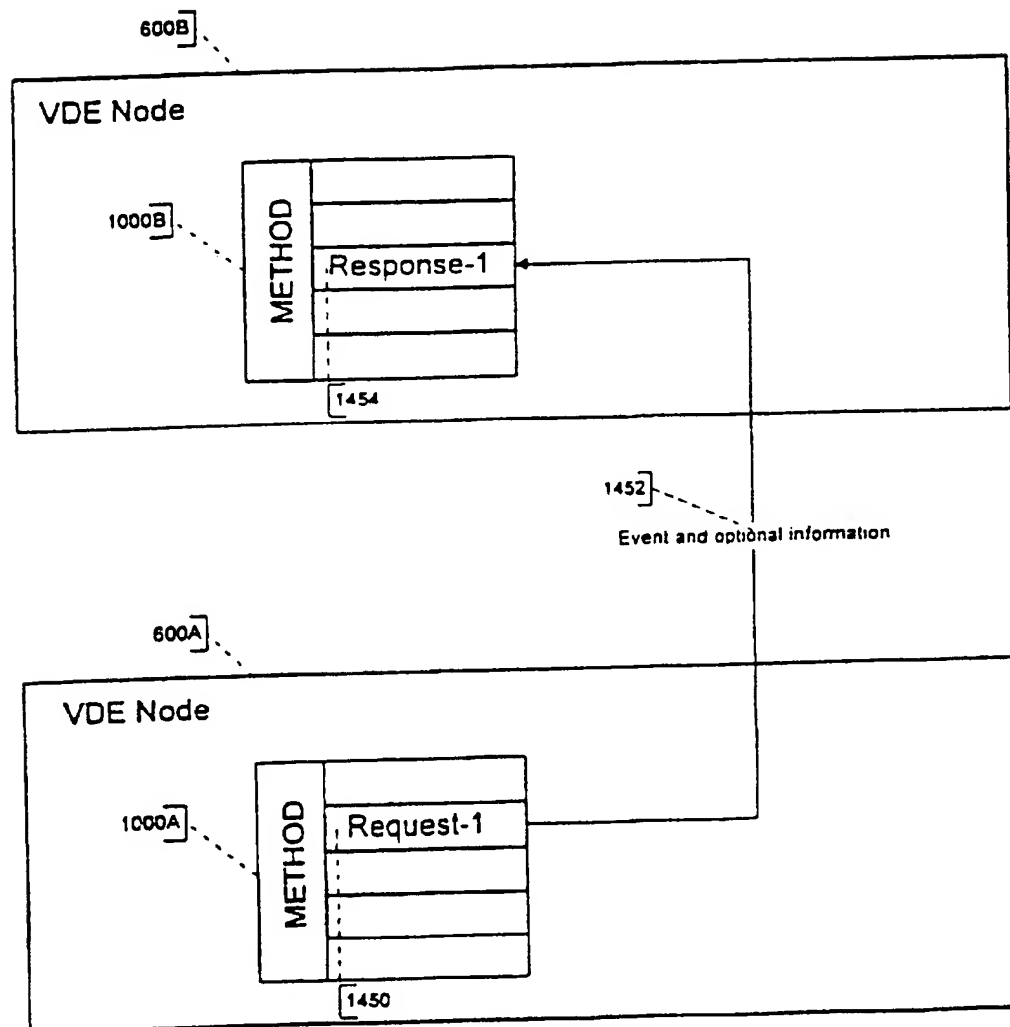 600B
VDE Node
1000B
METHOD
Response-1
1454
1452
Event and optional information
600A
VDE Node
1000A
METHOD
Request-1
1450